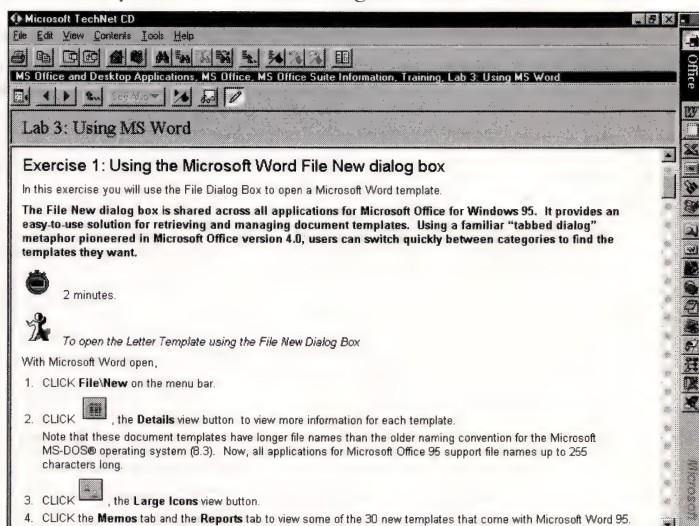 Microsoft TechNet CD
File Edit View Contents Tools Help
MS Office and Desktop Applications, MS Office, MS Office Suite Information, Training, Lab 3: Using MS Word
See Also
Lab 3: Using MS Word
Exercise 1: Using the Microsoft Word File New dialog box
In this exercise you will use the File Dialog Box to open a Microsoft Word template.
The File New dialog box is shared across all applications for Microsoft Office for Windows 95. It provides an
easy-to-use solution for retrieving and managing document templates. Using a familiar "tabbed dialog"
metaphor pioneered in Microsoft Office version 4.0, users can switch quickly between categories to find the
templates they want.
2 minutes.
To open the Letter Template using the File New Dialog Box
With Microsoft Word open,
1. CLICK File\New on the menu bar.
2. CLICK , the Details view button to view more information for each template.
Note that these document templates have longer file names than the older naming convention for the Microsoft
MS-DOS® operating system (8.3). Now, all applications for Microsoft Office 95 support file names up to 255
characters long.
3. CLICK , the Large Icons view button.
4. CLICK the Memos tab and the Reports tab to view some of the 30 new templates that come with Microsoft Word 95.
Office